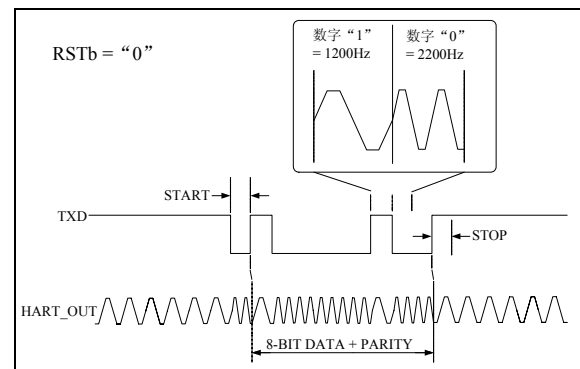 RSTb = “0”
数字“1”
= 1200Hz
数字“0”
= 2200Hz
START
TXD
STOP
HART_OUT
8-BIT DATA + PARITY